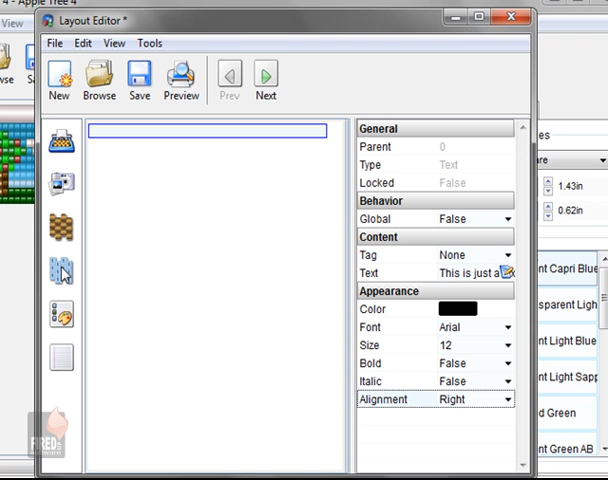 4 - Apple Tree 4
View
Layout Editor *
File Edit View Tools
New Browse Save Preview Prev Next
General
Parent 0
Type Text
Locked False
Behavior
Global False
Content
Tag None
Text This is just a
Appearance
Color
Font Arial
Size 12
Bold False
Italic False
Alignment Right
es
are
1.43in
0.62in
nt Capri Blue
sparent Ligh
nt Light Blue
nt Light Sapp
d Green
nt Green AB
FIRED